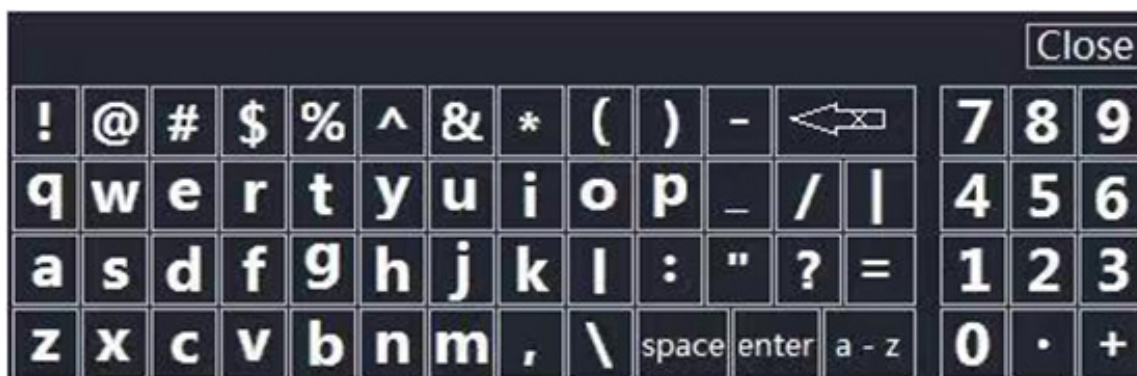 Close
! @ # $ % ^ & * ( ) - 7 8 9
q w e r t y u i o p _ / | 4 5 6
a s d f g h j k l : " ? = 1 2 3
z x c v b n m , \ space enter a - z 0 . +